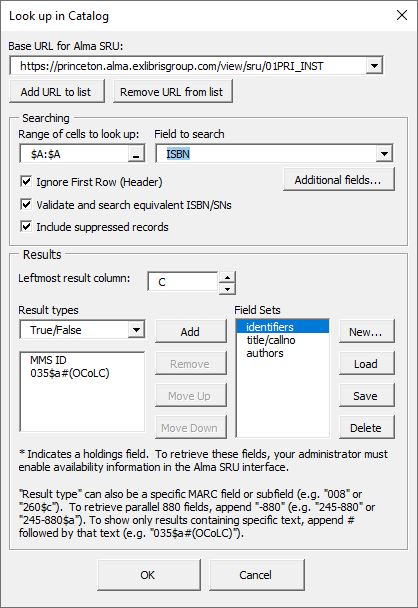 Look up in Catalog
Base URL for Alma SRU:
https://princeton.alma.exlibrisgroup.com/view/sru/01PRI_INST
Add URL to list
Remove URL from list
Searching
Range of cells to look up:
Field to search
$A:$A
ISBN
Ignore First Row (Header)
Additional fields...
Validate and search equivalent ISBN/SNs
Include suppressed records
Results
Leftmost result column:
C
Result types
Field Sets
True/False
Add
identifiers
New...
title/callno
authors
MMS ID
035$a#(OCoLC)
Remove
Load
Move Up
Save
Move Down
Delete
* Indicates a holdings field. To retrieve these fields, your administrator must
enable availability information in the Alma SRU interface.
"Result type" can also be a specific MARC field or subfield (e.g. "008" or
"260$c"). To retrieve parallel 880 fields, append "-880" (e.g. "245-880" or
"245-880$a"). To show only results containing specific text, append #
followed by that text (e.g. "035$a#(OCoLC)").
OK
Cancel